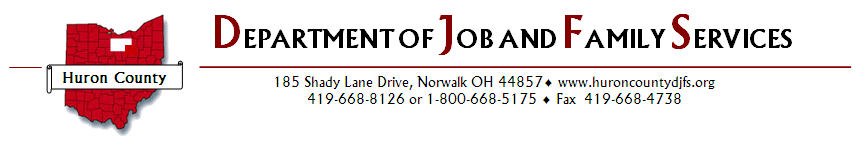 DEPARTMENT OF JOB AND FAMILY SERVICES
Huron County
185 Shady Lane Drive, Norwalk OH 44857♦ www.huroncountydjfs.org
419-668-8126 or 1-800-668-5175 ♦ Fax 419-668-4738